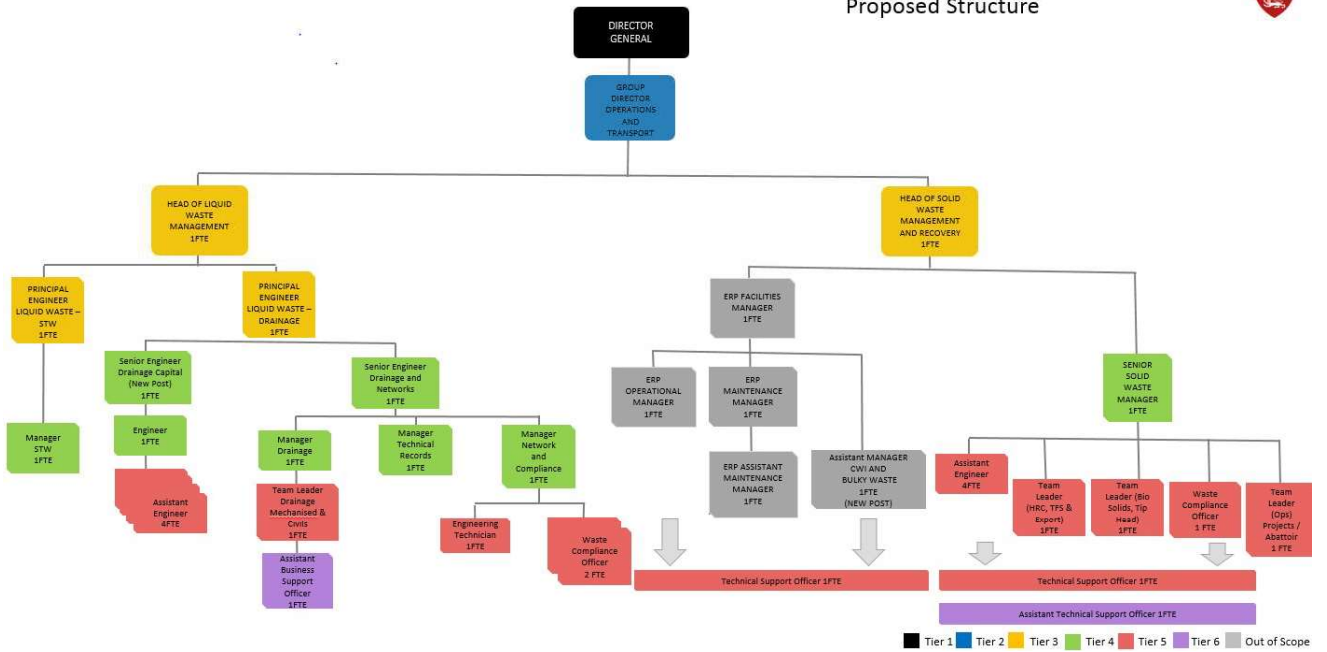 Proposed Structure
DIRECTOR
GENERAL
GROUP
DIRECTOR
OPERATIONS
AND
TRANSPORT
HEAD OF LIQUID
WASTE
MANAGEMENT
1FTE
HEAD OF SOLID
WASTE
MANAGEMENT
AND RECOVERY
1FTE
PRINCIPAL
ENGINEER
LIQUID WASTE –
STW
1FTE
PRINCIPAL
ENGINEER
LIQUID WASTE –
DRAINAGE
1FTE
ERP FACILITIES
MANAGER
1FTE
Senior Engineer
Drainage Capital
(New Post)
1FTE
Senior Engineer
Drainage and
Networks
1FTE
ERP
OPERATIONAL
MANAGER
1FTE
ERP
MAINTENANCE
MANAGER
1FTE
SENIOR
SOLID
WASTE
MANAGER
1FTE
Manager
STW
1FTE
Engineer
1FTE
Manager
Drainage
1FTE
Manager
Technical
Records
1FTE
Manager
Network
and
Compliance
1FTE
ERP ASSISTANT
MAINTENANCE
MANAGER
1FTE
Assistant MANAGER
CWI AND
BULKY WASTE
1FTE
(NEW POST)
Assistant
Engineer
4FTE
Team
Leader
(HRC, TFS &
Export)
1FTE
Team
Leader (Bio
Solids, Tip
Head)
1FTE
Waste
Compliance
Officer
1 FTE
Team
Leader
(Ops)
Projects /
Abattoir
1 FTE
Assistant
Engineer
4FTE
Team Leader
Drainage
Mechanised &
Civils
1FTE
Engineering
Technician
1FTE
Waste
Compliance
Officer
2 FTE
Assistant
Business
Support
Officer
1FTE
Technical Support Officer 1FTE
Technical Support Officer 1FTE
Assistant Technical Support Officer 1FTE
Tier 1 Tier 2 Tier 3 Tier 4 Tier 5 Tier 6 Out of Scope